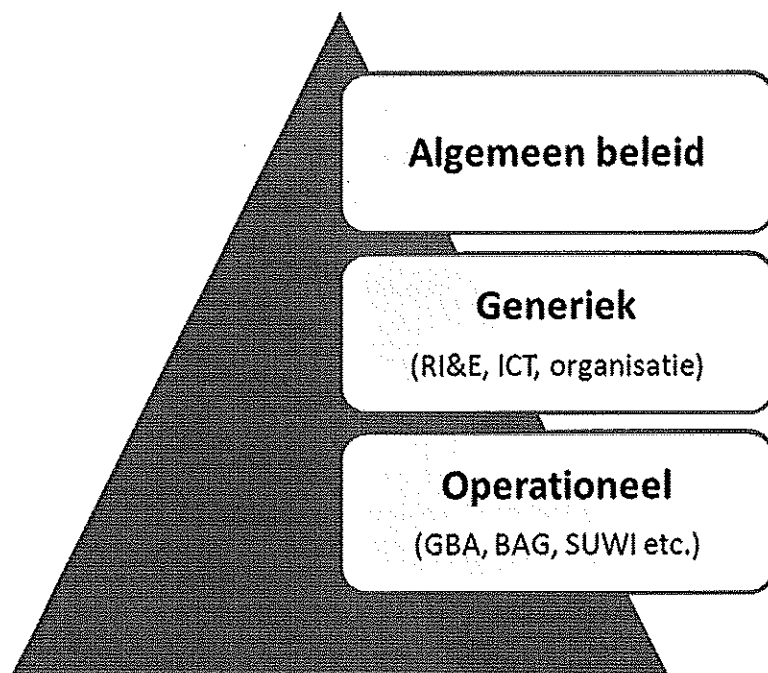 Algemeen beleid
Generiek
(RI&E, ICT, organisatie)
Operationeel
(GBA, BAG, SUWI etc.)